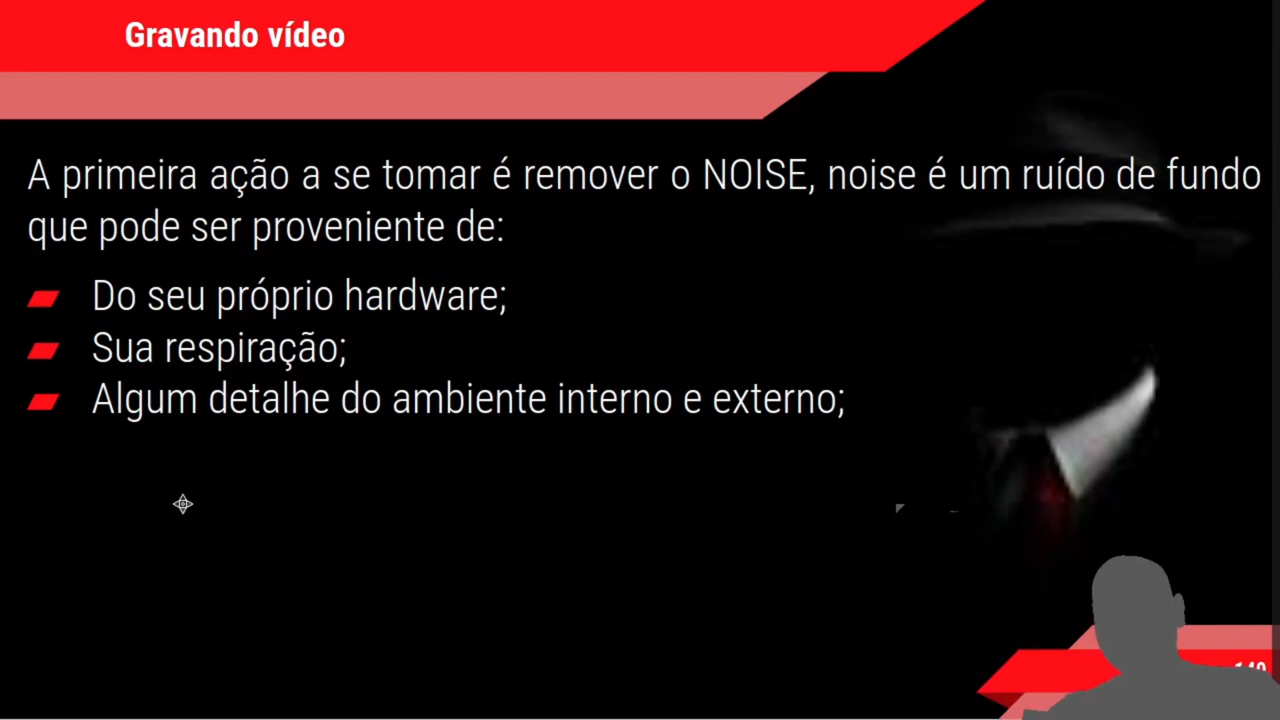 Gravando vídeo
A primeira ação a se tomar é remover o NOISE, noise é um ruído de fundo
que pode ser proveniente de:
Do seu próprio hardware;
Sua respiração;
Algum detalhe do ambiente interno e externo;